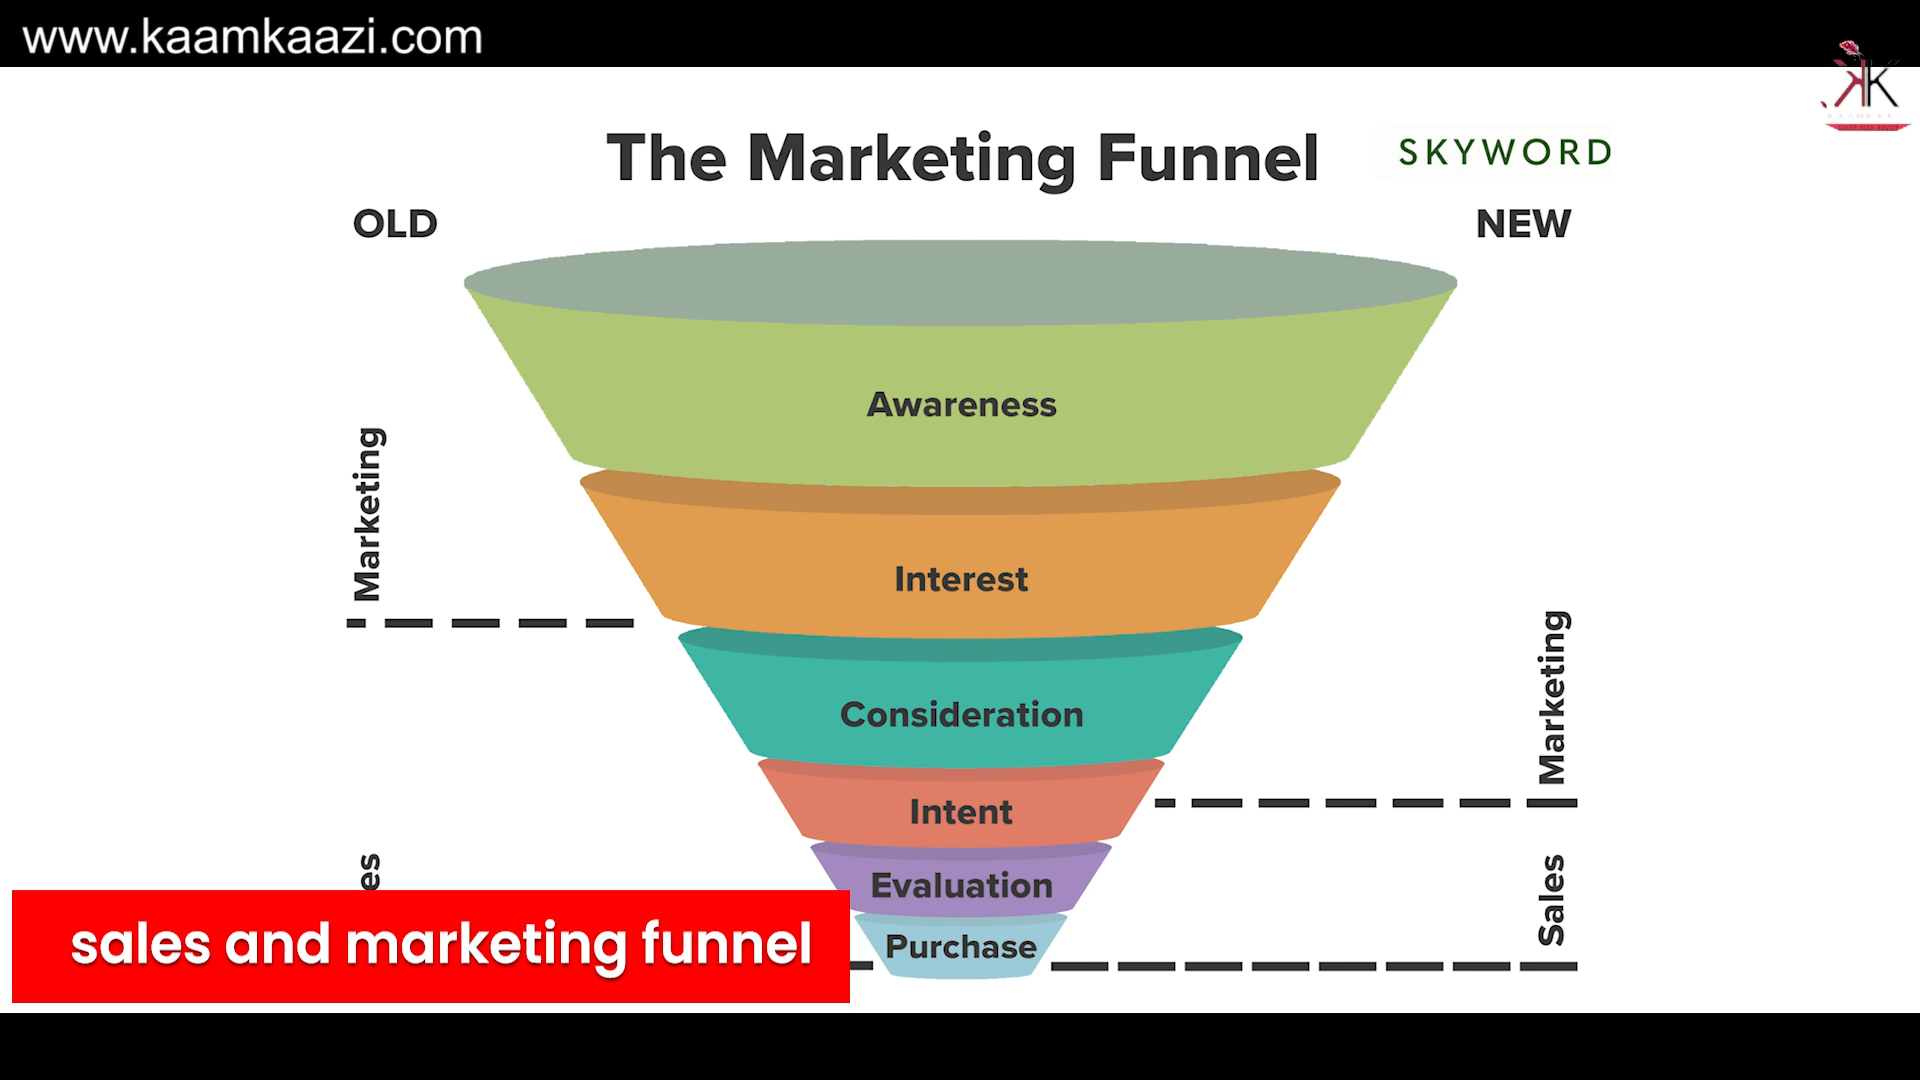 www.kaamkaazi.com
The Marketing Funnel
SKYWORD
OLD
NEW
Awareness
Marketing
Interest
Consideration
Marketing
Intent
Evaluation
es
Sales
Purchase
sales and marketing funnel